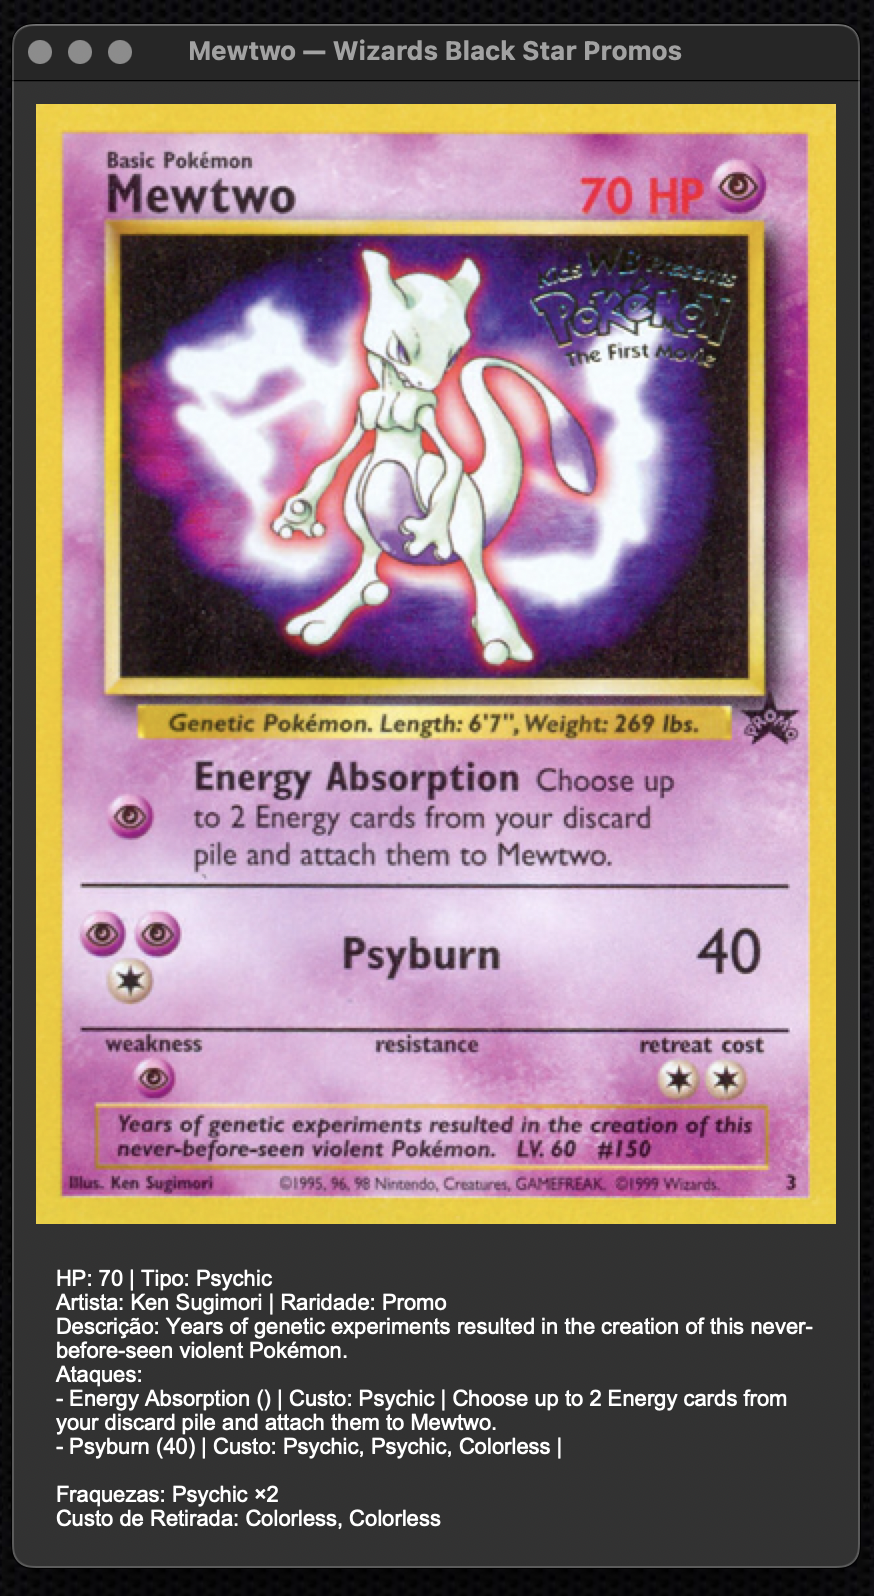 Mewtwo — Wizards Black Star Promos
Basic Pokémon
Mewtwo
70 HP
Kids WB Presents
POKéMON
The First Movie
Genetic Pokémon. Length: 6'7", Weight: 269 lbs.
PROMO
Energy Absorption Choose up
to 2 Energy cards from your discard
pile and attach them to Mewtwo.
Psyburn 40
weakness resistance retreat cost
Years of genetic experiments resulted in the creation of this
never-before-seen violent Pokémon. LV. 60 #150
Illus. Ken Sugimori ©1995, 96, 98 Nintendo, Creatures, GAMEFREAK. ©1999 Wizards. 3
HP: 70 | Tipo: Psychic
Artista: Ken Sugimori | Raridade: Promo
Descrição: Years of genetic experiments resulted in the creation of this never-
before-seen violent Pokémon.
Ataques:
- Energy Absorption () | Custo: Psychic | Choose up to 2 Energy cards from
your discard pile and attach them to Mewtwo.
- Psyburn (40) | Custo: Psychic, Psychic, Colorless |
Fraquezas: Psychic ×2
Custo de Retirada: Colorless, Colorless